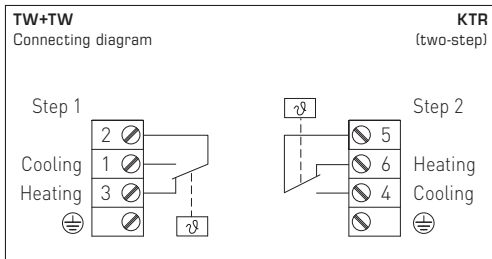 TW+TW KTR
Connecting diagram (two-step)
Step 1 ϑ Step 2
2 5
Cooling 1 6 Heating
Heating 3 4 Cooling
ϑ